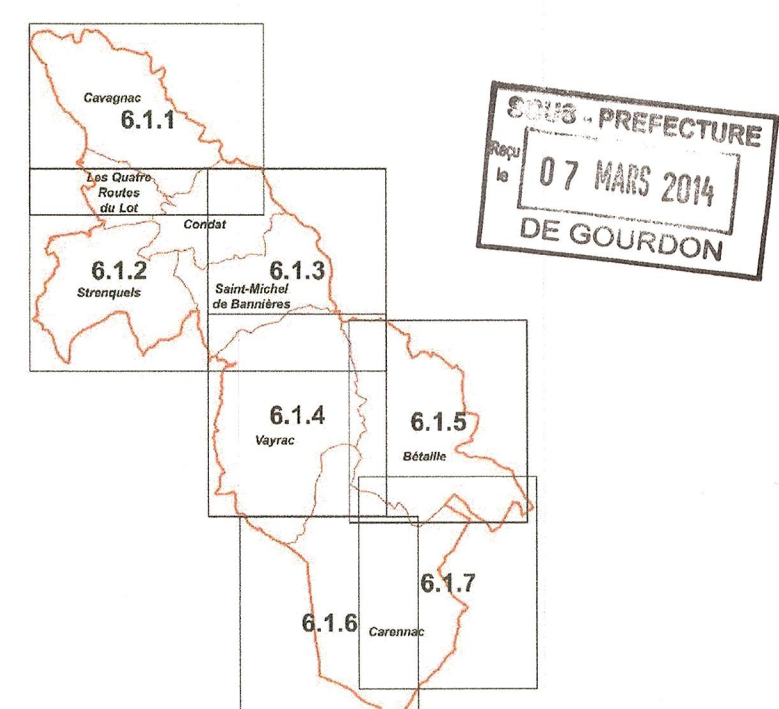 Cavagnac
6.1.1
Les Quatre
Routes
du Lot
Condat
6.1.2
Strenquels
6.1.3
Saint-Michel
de Bannières
6.1.4
Vayrac
6.1.5
Bétaille
6.1.6
Carennac
6.1.7
SOUS - PREFECTURE
Reçu
le
07 MARS 2014
DE GOURDON